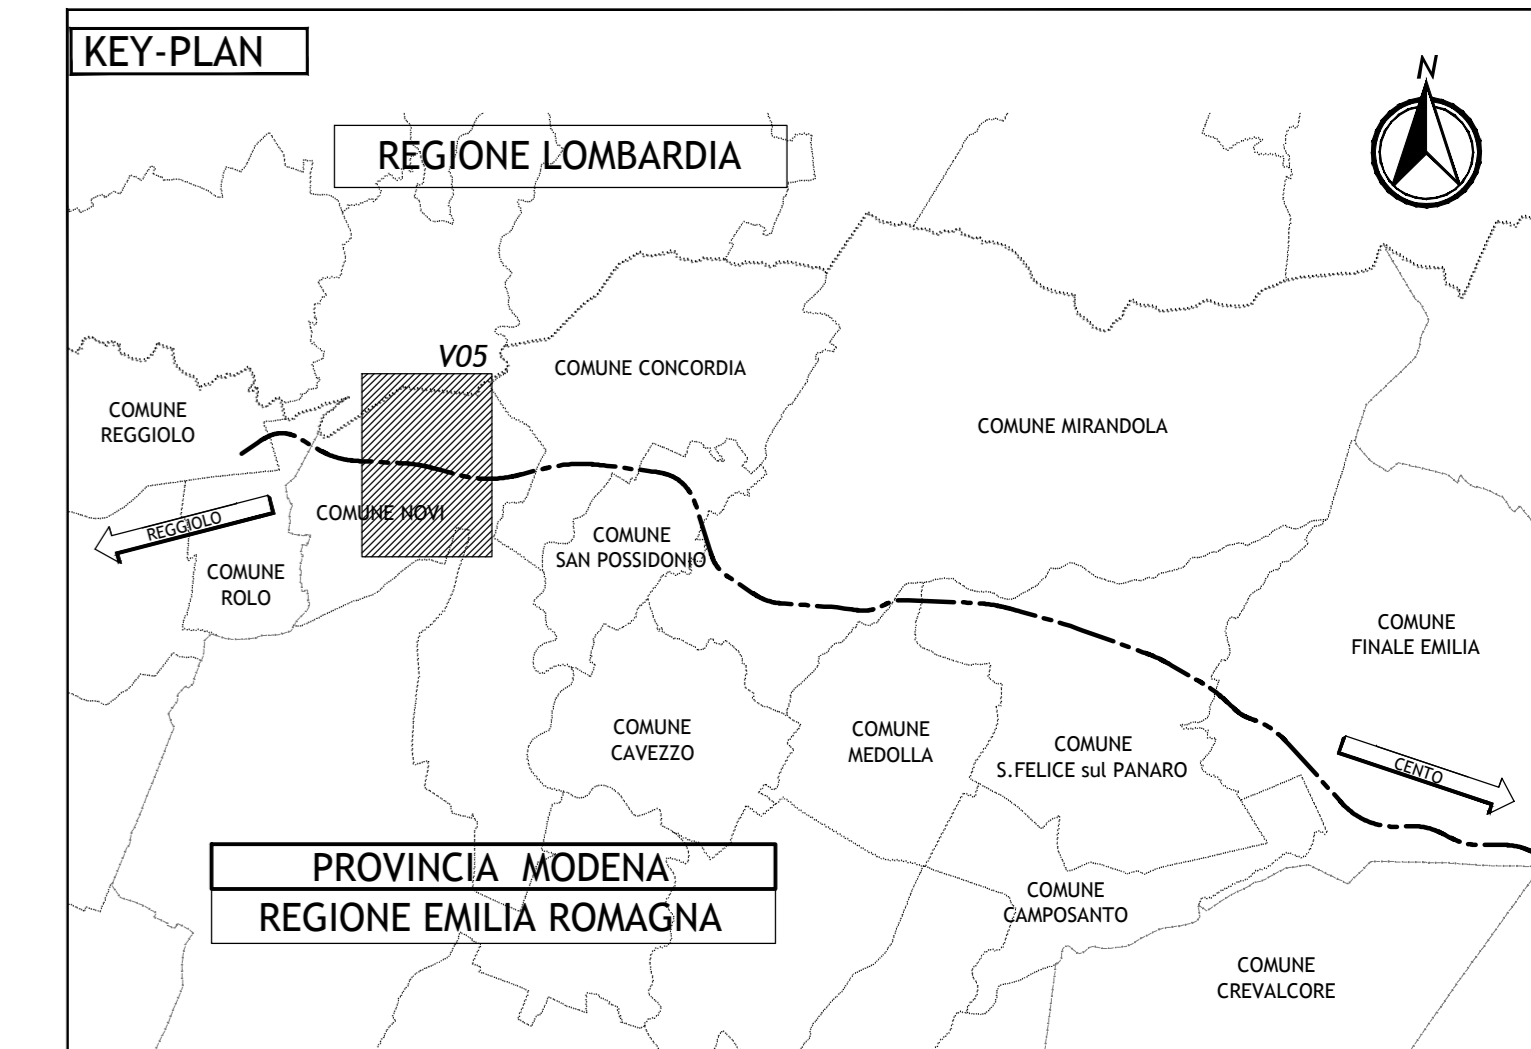 KEY-PLAN
N
REGIONE LOMBARDIA
V05
COMUNE CONCORDIA
COMUNE
REGGIOLO
COMUNE MIRANDOLA
REGGIOLO
COMUNE NOVI
COMUNE
SAN POSSIDONIO
COMUNE
ROLO
COMUNE
FINALE EMILIA
COMUNE
CAVEZZO
COMUNE
MEDOLLA
COMUNE
S.FELICE sul PANARO
CENTO
PROVINCIA MODENA
REGIONE EMILIA ROMAGNA
COMUNE
CAMPOSANTO
COMUNE
CREVALCORE